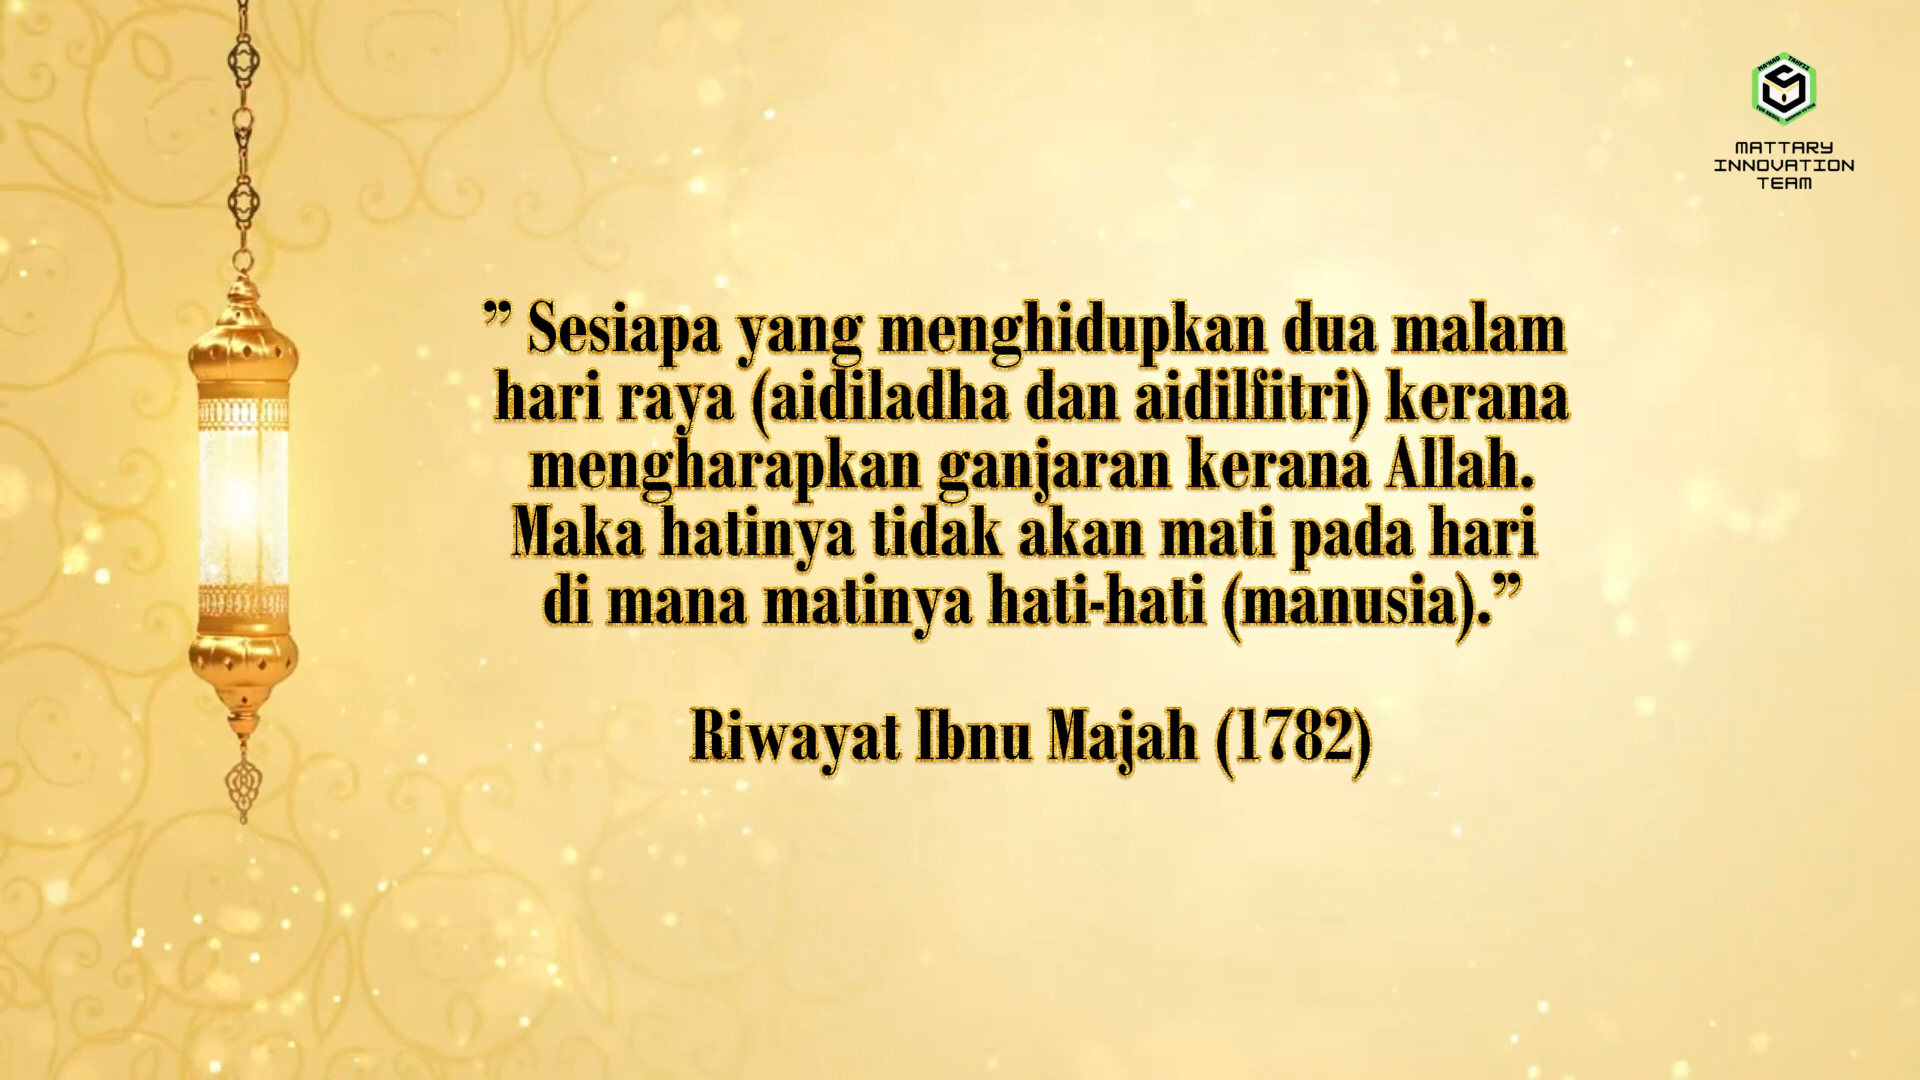 MATTARY
INNOVATION
TEAM
” Sesiapa yang menghidupkan dua malam
hari raya (aidiladha dan aidilfitri) kerana
mengharapkan ganjaran kerana Allah.
Maka hatinya tidak akan mati pada hari
di mana matinya hati-hati (manusia).”
Riwayat Ibnu Majah (1782)